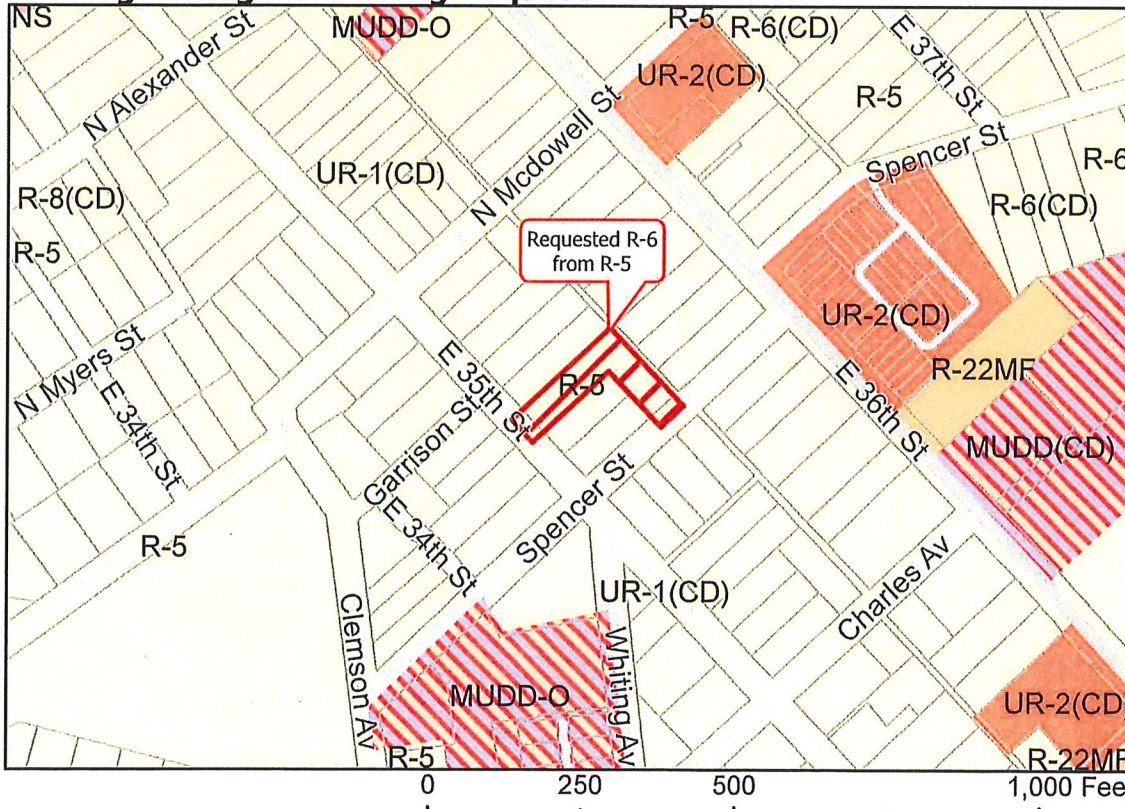 NS
MUDD-O
R-5
R-6(CD)
E 37th St
N Alexander St
UR-2(CD)
R-5
N Mcdowell St
Spencer St
R-6
UR-1(CD)
R-8(CD)
R-6(CD)
R-5
Requested R-6
from R-5
UR-2(CD)
N Myers St
E 34th St
E 35th St
R-5
R-22MF
E 36th St
Garrison St
MUDD(CD)
E 34th St
Spencer St
R-5
UR-1(CD)
Charles Av
Clemson Av
Whiting Av
MUDD-O
UR-2(CD
R-5
R-22MF
0 250 500 1,000 Fee